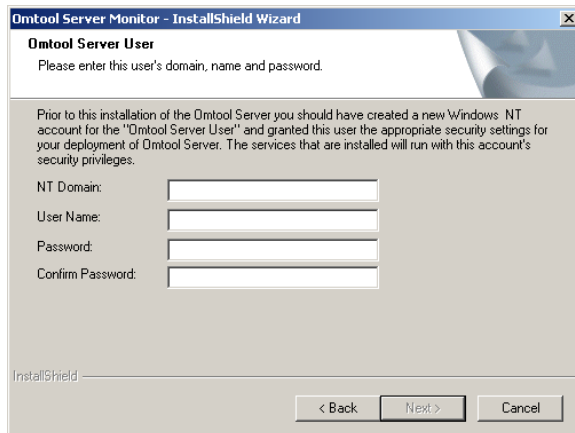 Omtool Server Monitor - InstallShield Wizard
Omtool Server User
Please enter this user's domain, name and password.
Prior to this installation of the Omtool Server you should have created a new Windows NT
account for the "Omtool Server User" and granted this user the appropriate security settings for
your deployment of Omtool Server. The services that are installed will run with this account's
security privileges.
NT Domain:
User Name:
Password:
Confirm Password:
InstallShield
< Back
Next >
Cancel